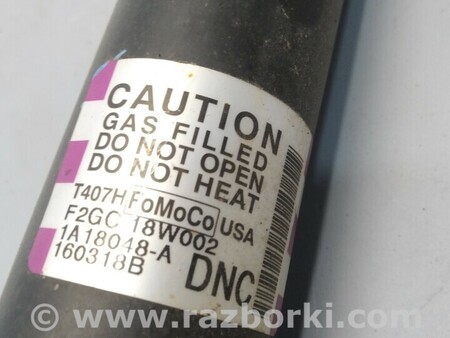 CAUTION
GAS FILLED
DO NOT OPEN
DO NOT HEAT
T407H FoMoCo USA
F2GC 18W002
1A18048-A
160318B DNC
www.razborki.com